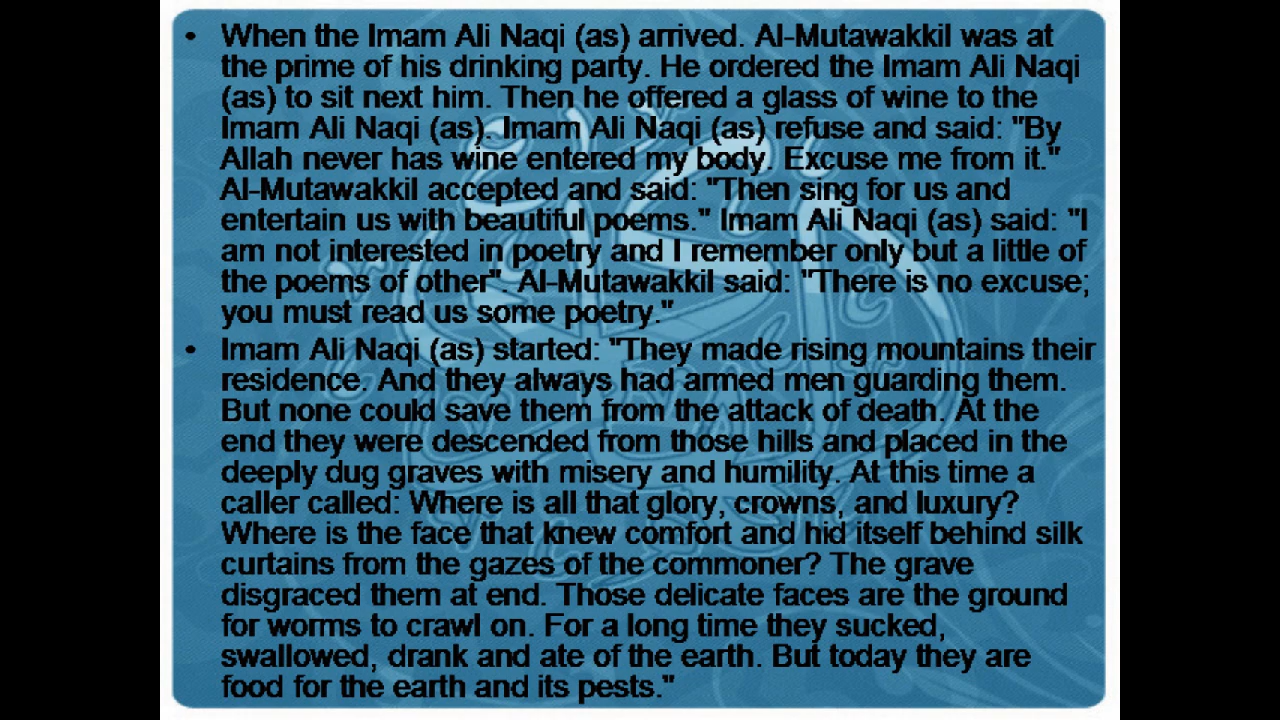 • When the Imam Ali Naqi (as) arrived. Al-Mutawakkil was at
the prime of his drinking party. He ordered the Imam Ali Naqi
(as) to sit next him. Then he offered a glass of wine to the
Imam Ali Naqi (as). Imam Ali Naqi (as) refuse and said: "By
Allah never has wine entered my body. Excuse me from it."
Al-Mutawakkil accepted and said: "Then sing for us and
entertain us with beautiful poems." Imam Ali Naqi (as) said: "I
am not interested in poetry and I remember only but a little of
the poems of other". Al-Mutawakkil said: "There is no excuse;
you must read us some poetry."
• Imam Ali Naqi (as) started: "They made rising mountains their
residence. And they always had armed men guarding them.
But none could save them from the attack of death. At the
end they were descended from those hills and placed in the
deeply dug graves with misery and humility. At this time a
caller called: Where is all that glory, crowns, and luxury?
Where is the face that knew comfort and hid itself behind silk
curtains from the gazes of the commoner? The grave
disgraced them at end. Those delicate faces are the ground
for worms to crawl on. For a long time they sucked,
swallowed, drank and ate of the earth. But today they are
food for the earth and its pests."